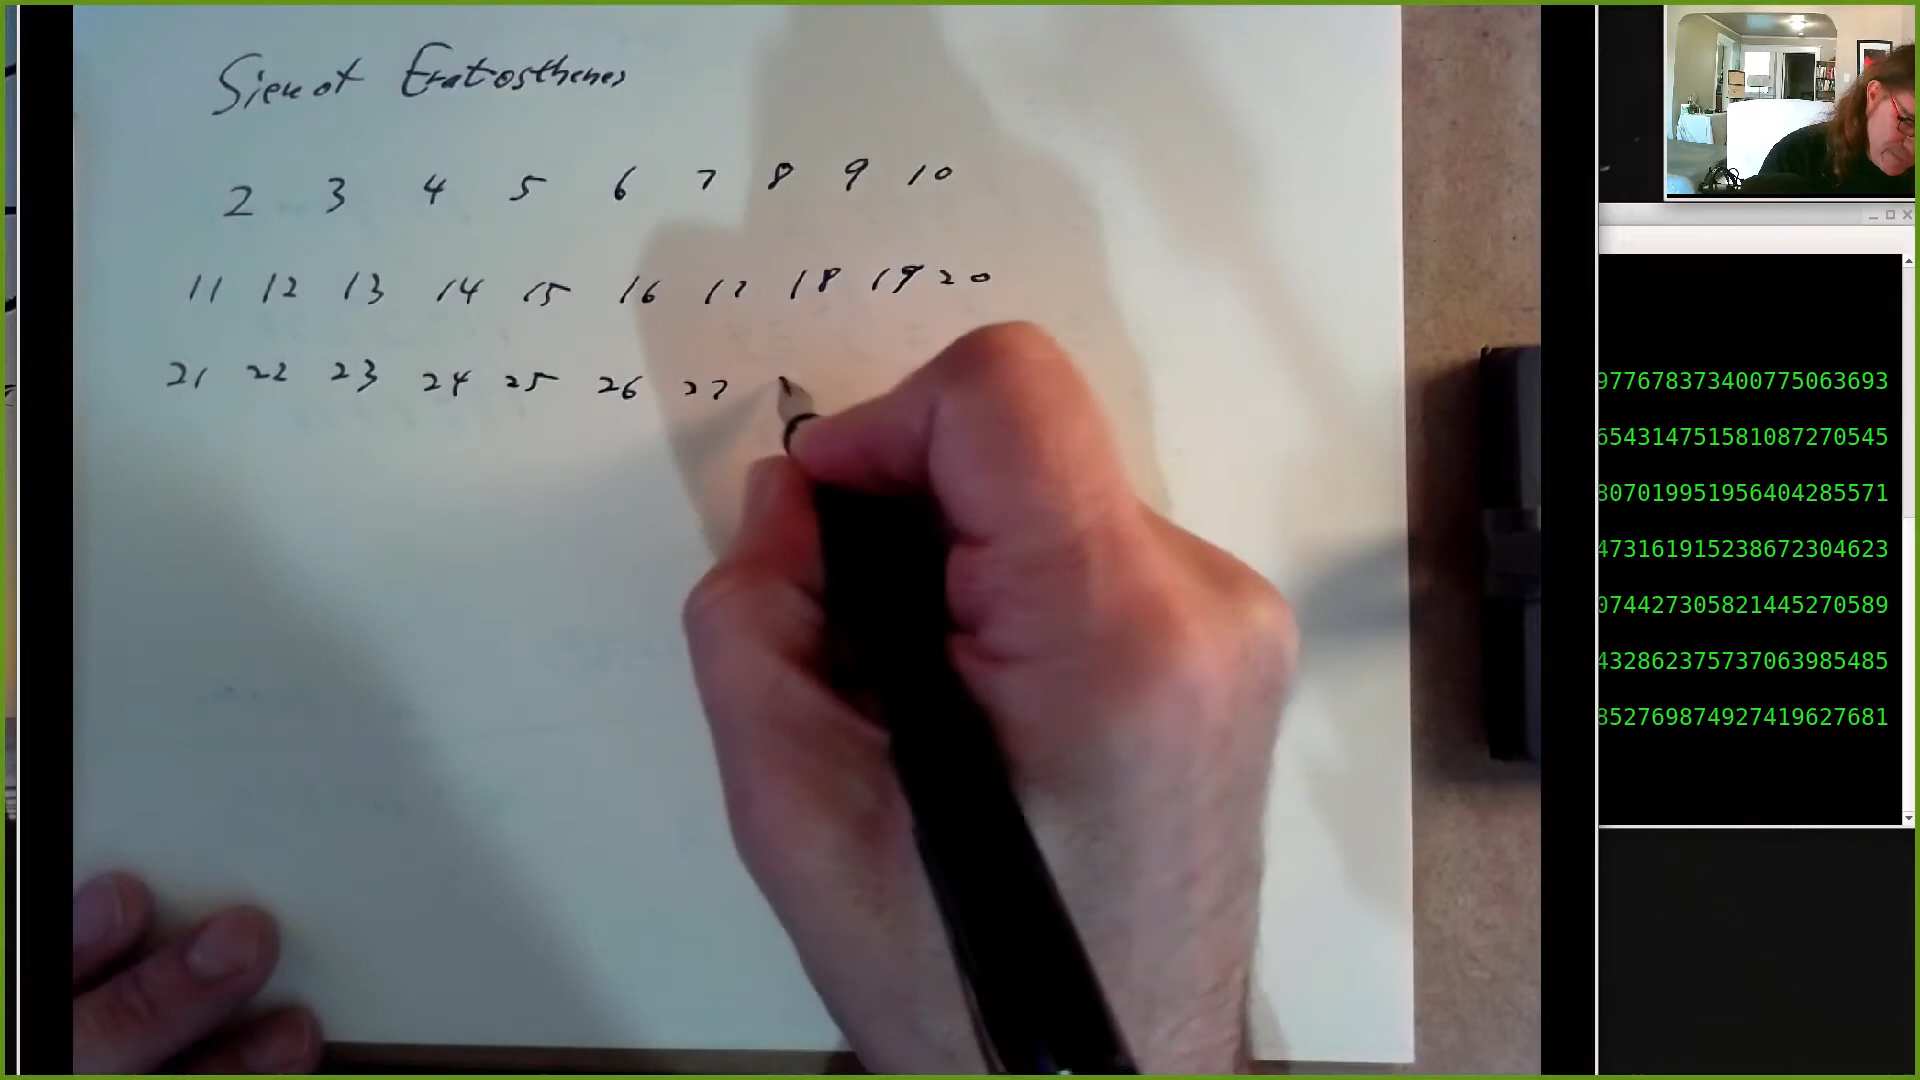 Sieve of Eratosthenes
2 3 4 5 6 7 8 9 10
11 12 13 14 15 16 17 18 19 20
21 22 23 24 25 26 27
977678373400775063693
654314751581087270545
807019951956404285571
473161915238672304623
074427305821445270589
432862375737063985485
852769874927419627681